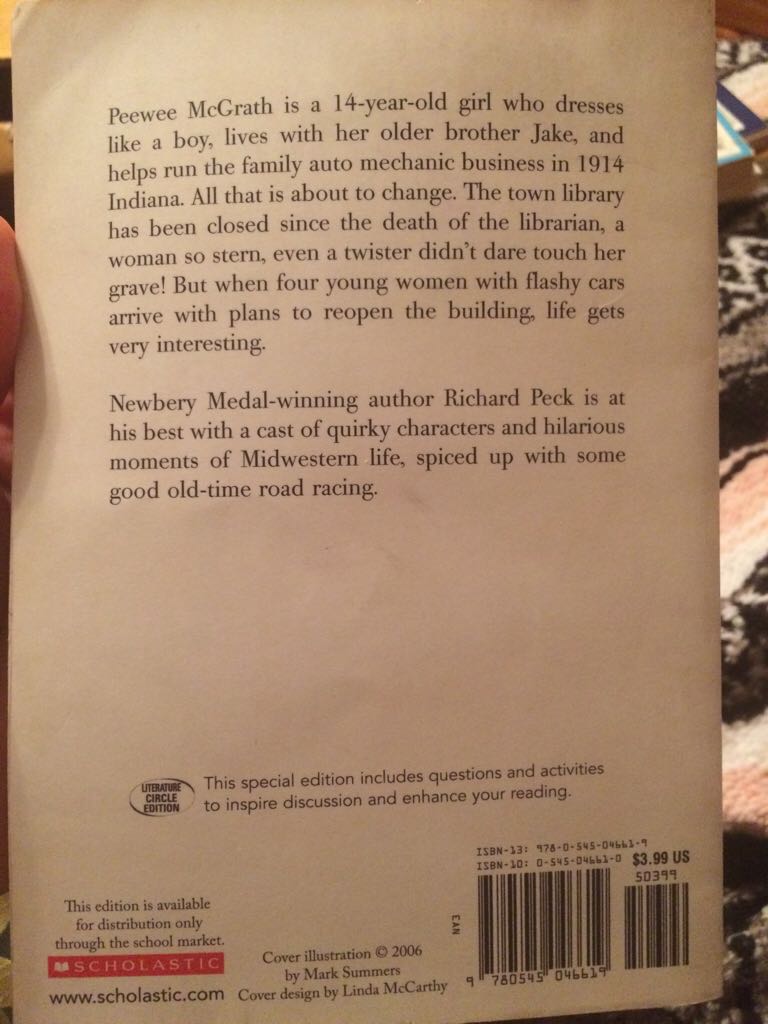 Peewee McGrath is a 14-year-old girl who dresses
like a boy, lives with her older brother Jake, and
helps run the family auto mechanic business in 1914
Indiana. All that is about to change. The town library
has been closed since the death of the librarian, a
woman so stern, even a twister didn't dare touch her
grave! But when four young women with flashy cars
arrive with plans to reopen the building, life gets
very interesting.
Newbery Medal-winning author Richard Peck is at
his best with a cast of quirky characters and hilarious
moments of Midwestern life, spiced up with some
good old-time road racing.
LITERATURE
CIRCLE
EDITION
This special edition includes questions and activities
to inspire discussion and enhance your reading.
This edition is available
for distribution only
through the school market.
SCHOLASTIC
www.scholastic.com
Cover illustration © 2006
by Mark Summers
Cover design by Linda McCarthy
ISBN-13: 978-0-545-04661-9
ISBN-10: 0-545-04661-0
$3.99 US
50399
EAN
9 780545 046619